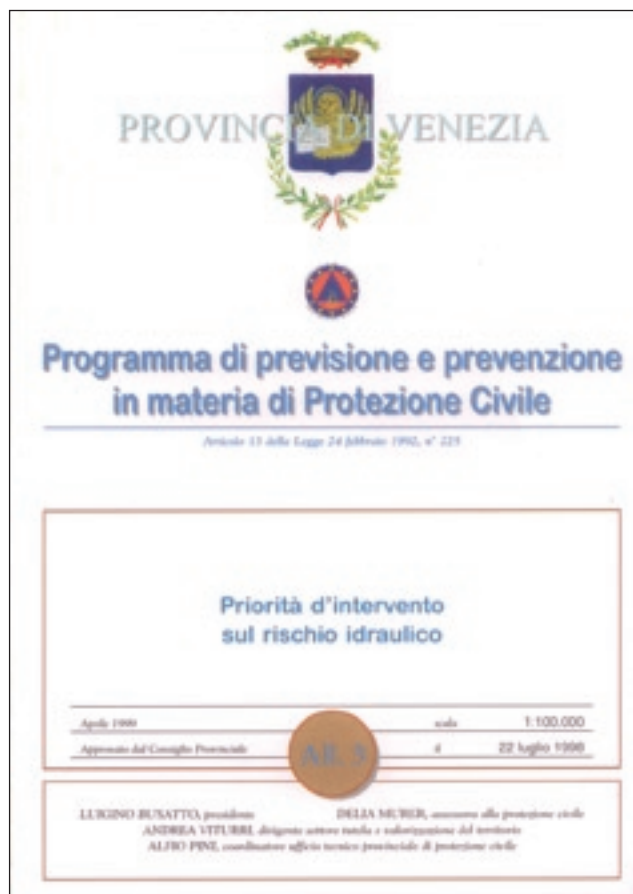 PROVINCIA DI VENEZIA
Programma di previsione e prevenzione
in materia di Protezione Civile
Articolo 13 della Legge 24 febbraio 1992, n° 225
Priorità d'intervento
sul rischio idraulico
Aprile 1999 scala 1:100.000
Approvato dal Consiglio Provinciale il 22 luglio 1998
All. 3
LUIGINO BUSATTO, presidente DELIA MURER, assessore alla protezione civile
ANDREA VITURRI, dirigente settore tutela e valorizzazione del territorio
ALFIO PINI, coordinatore ufficio tecnico provinciale di protezione civile